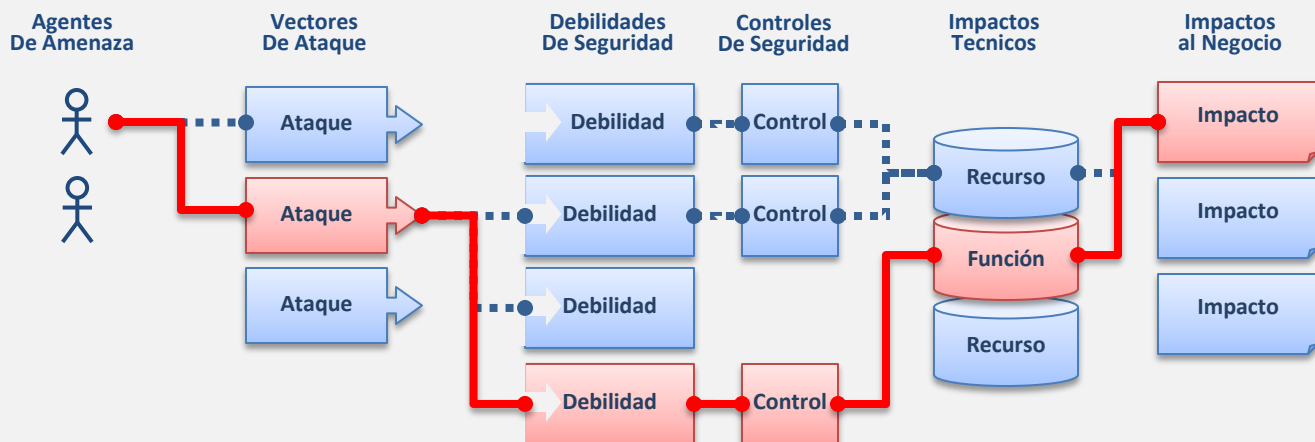 Agentes
De Amenaza
Vectores
De Ataque
Debilidades
De Seguridad
Controles
De Seguridad
Impactos
Tecnicos
Impactos
al Negocio
Ataque
Debilidad
Control
Recurso
Impacto
Ataque
Debilidad
Control
Función
Impacto
Ataque
Debilidad
Recurso
Impacto
Debilidad
Control